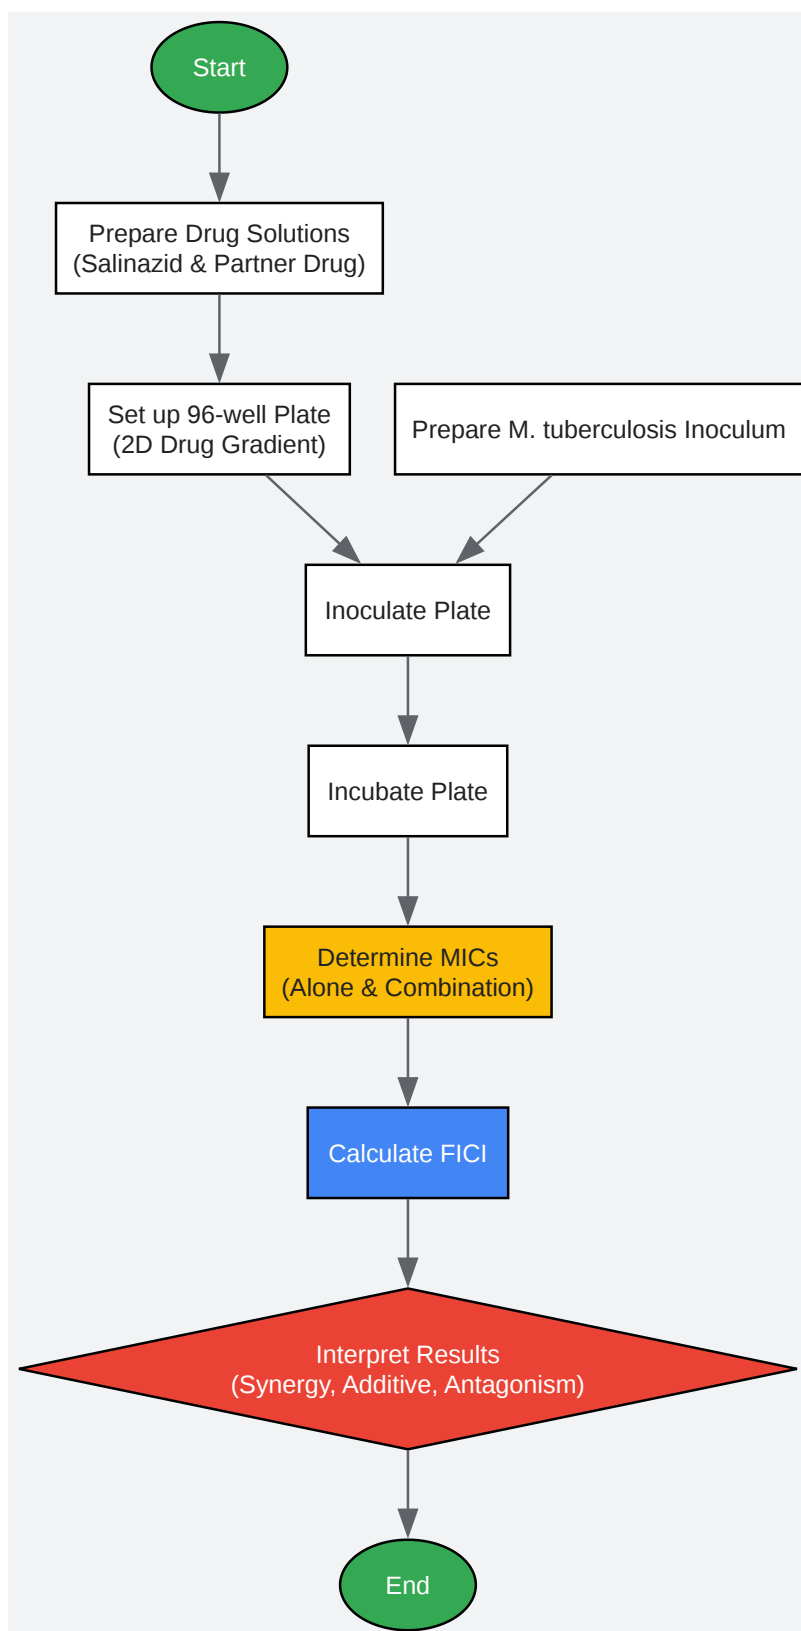 Start
Prepare Drug Solutions
(Salinazid & Partner Drug)
Set up 96-well Plate
(2D Drug Gradient)
Prepare M. tuberculosis Inoculum
Inoculate Plate
Incubate Plate
Determine MICs
(Alone & Combination)
Calculate FICI
Interpret Results
(Synergy, Additive, Antagonism)
End